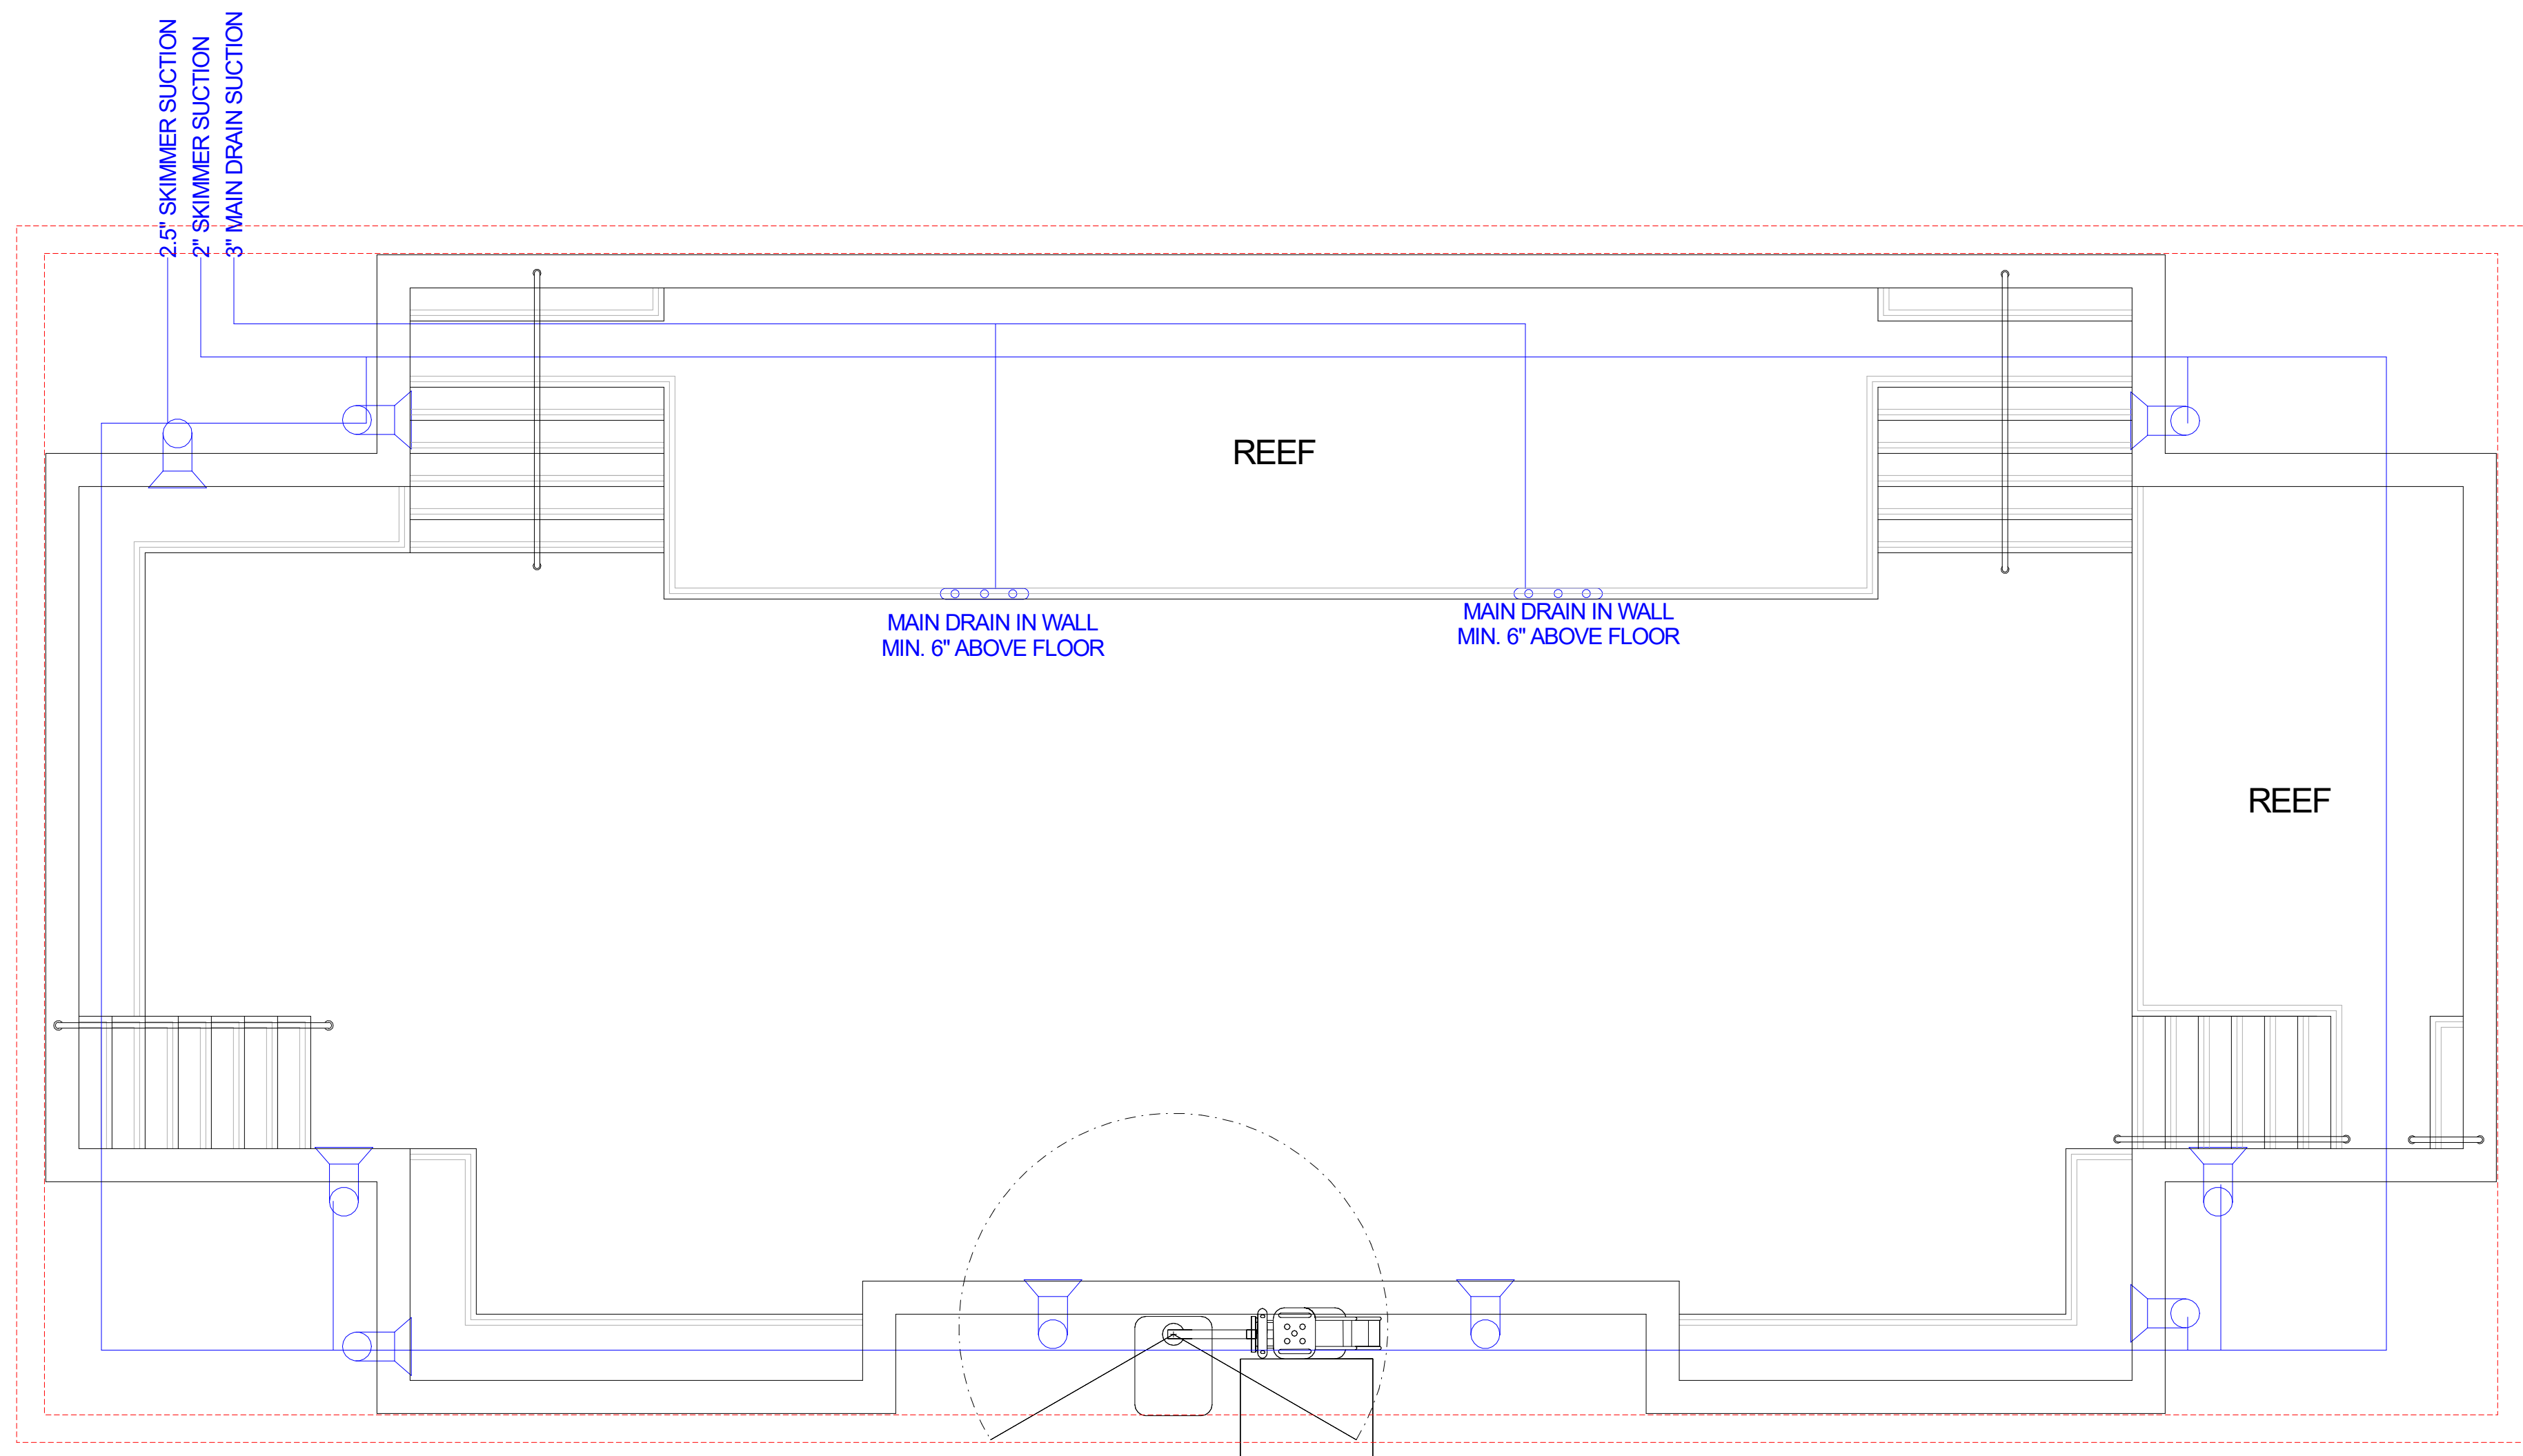 2.5" SKIMMER SUCTION
2" SKIMMER SUCTION
3" MAIN DRAIN SUCTION
REEF
MAIN DRAIN IN WALL
MIN. 6" ABOVE FLOOR
MAIN DRAIN IN WALL
MIN. 6" ABOVE FLOOR
REEF